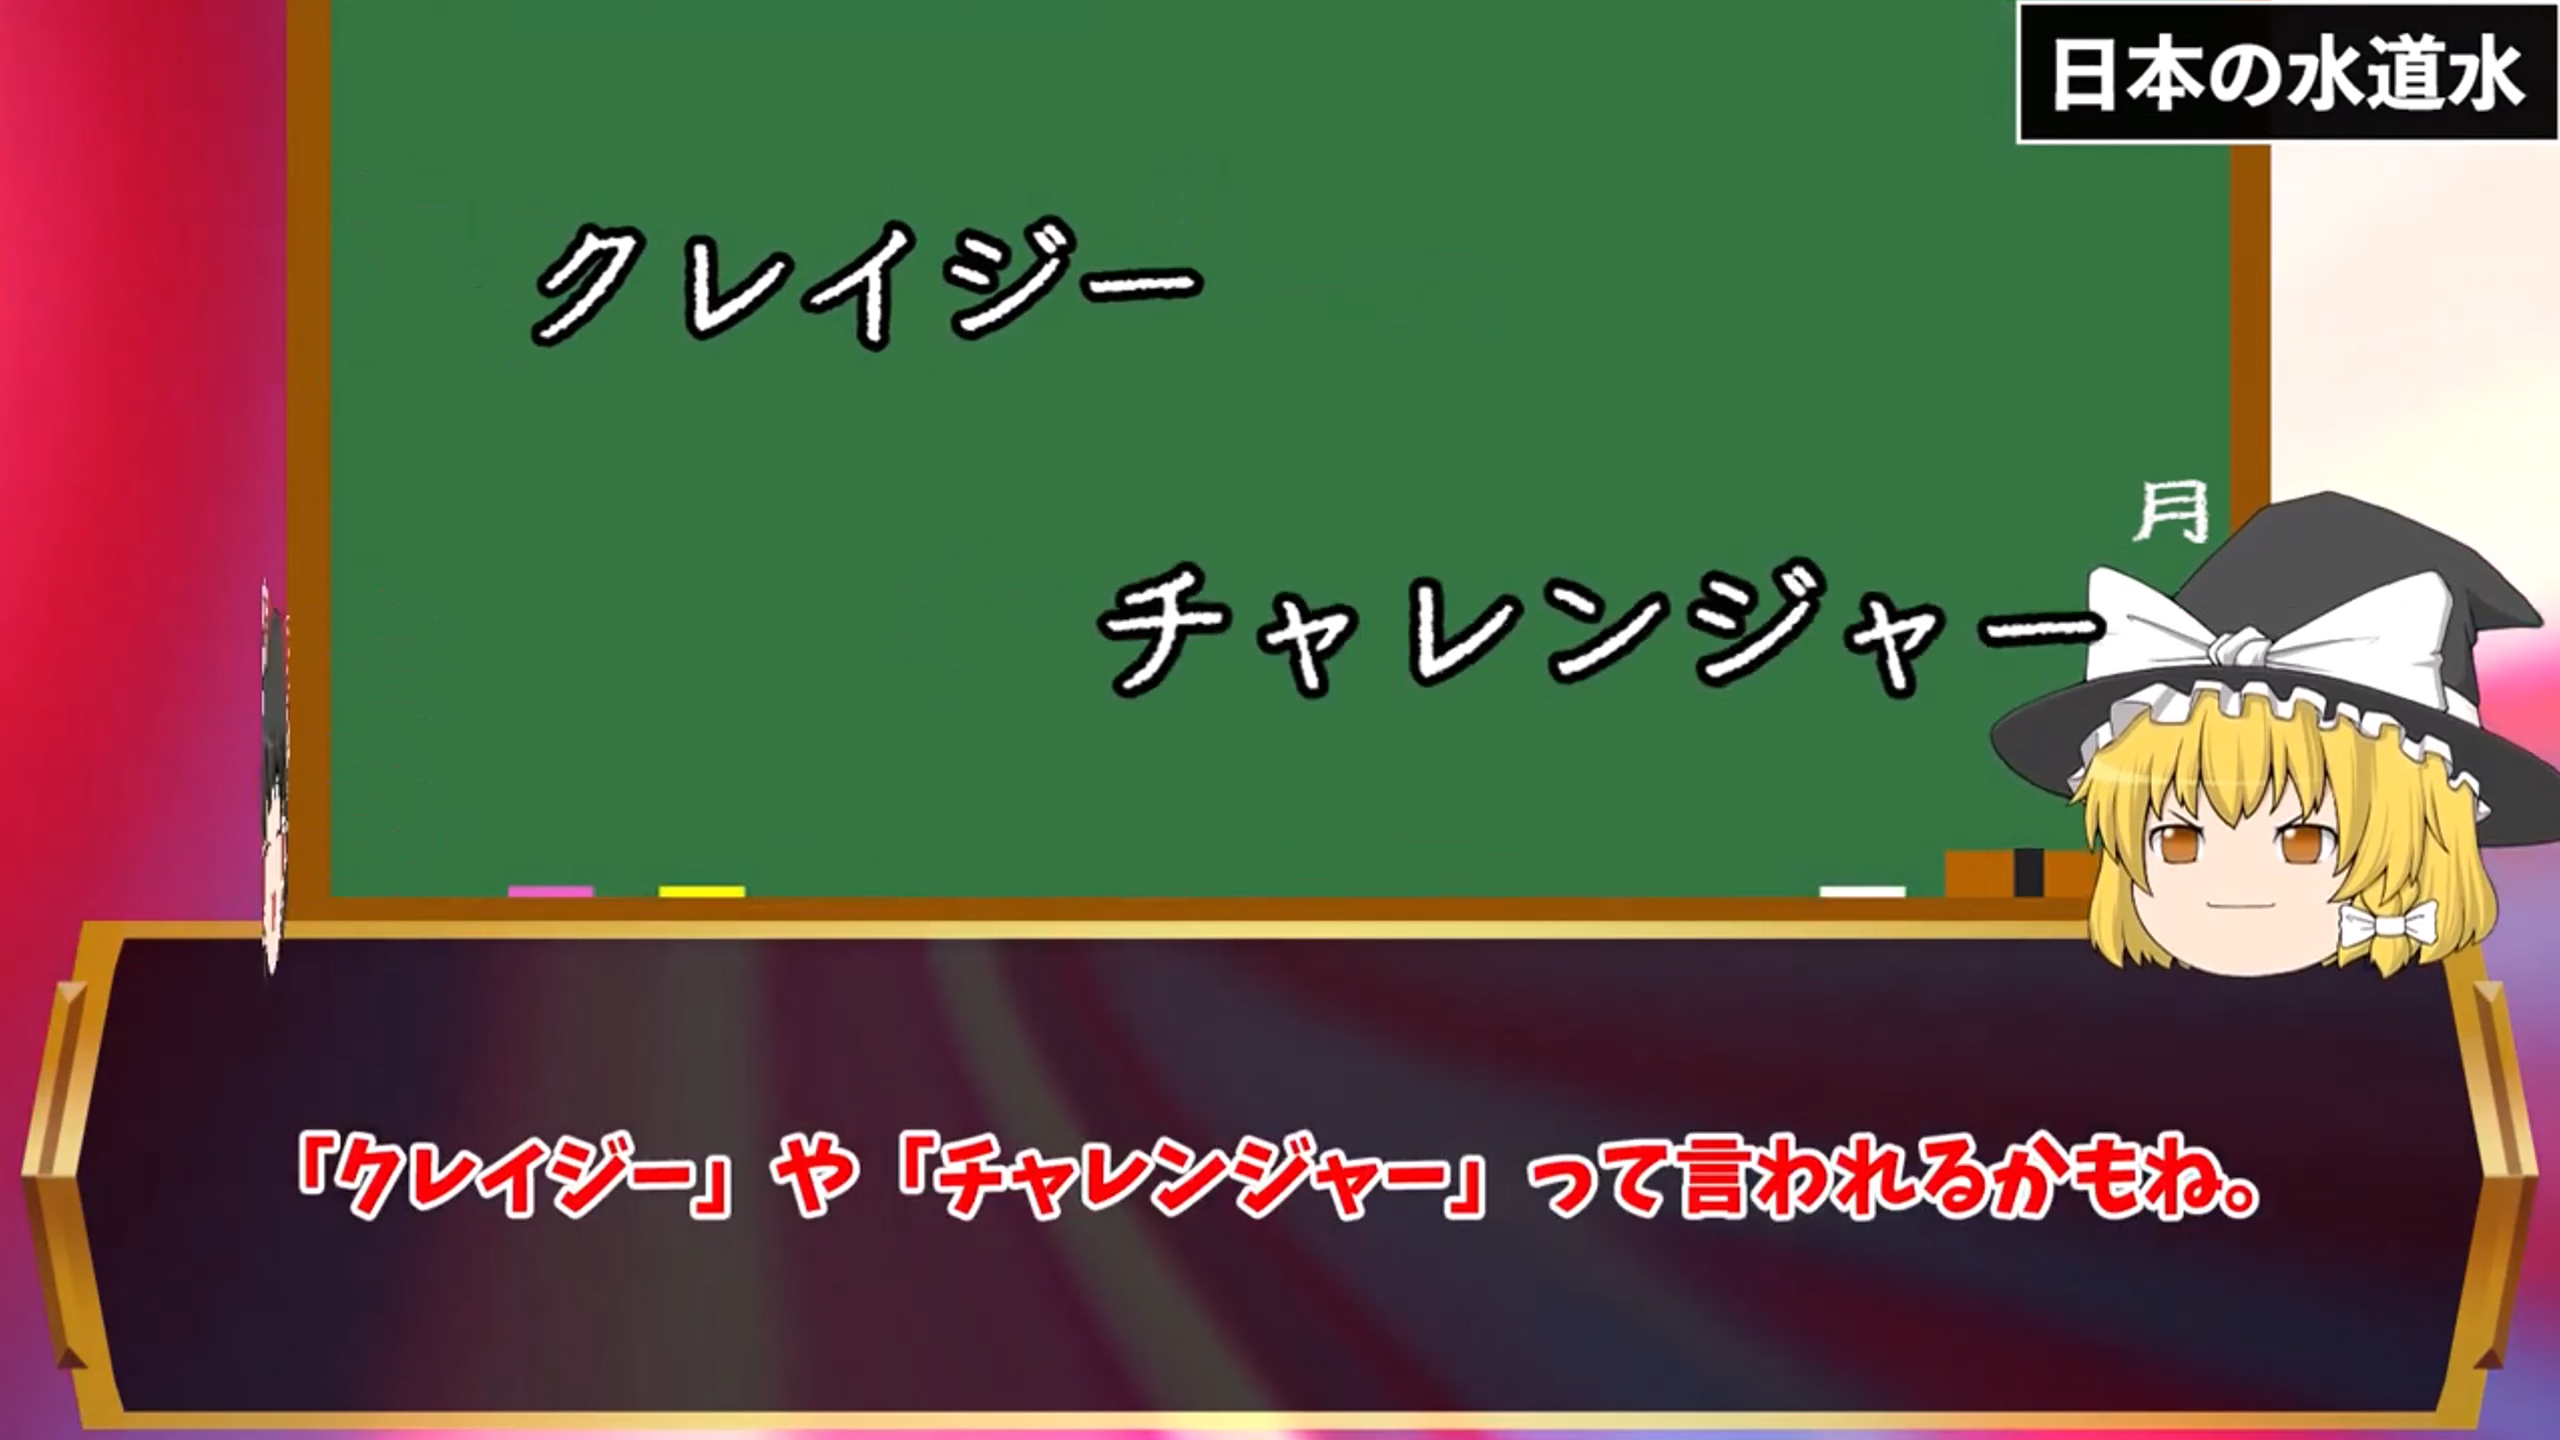 日本の水道水
クレイジー
月
チャレンジャー
「クレイジー」や「チャレンジャー」って言われるかもね。